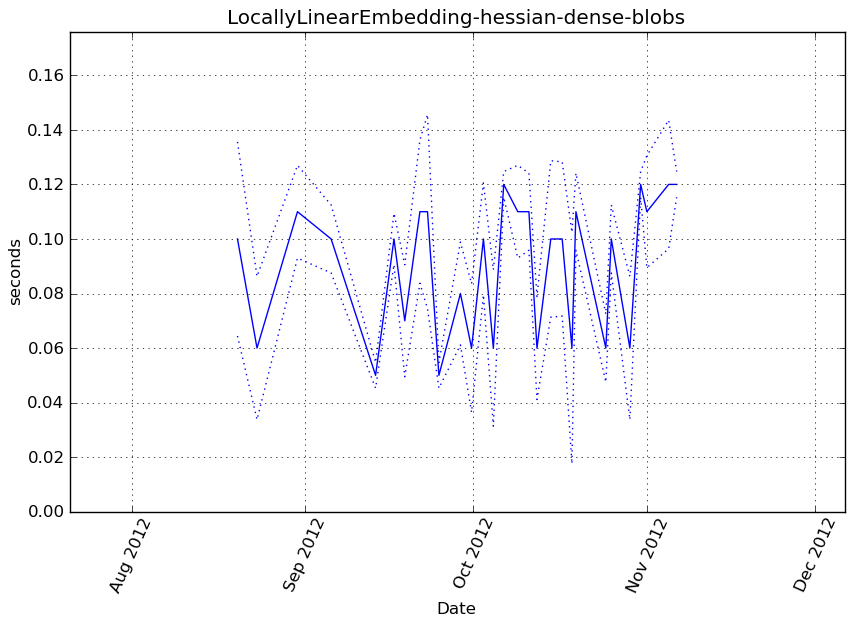 LocallyLinearEmbedding-hessian-dense-blobs
0.16
0.14
0.12
0.10
0.08
0.06
0.04
0.02
0.00
seconds
Aug 2012
Sep 2012
Oct 2012
Nov 2012
Dec 2012
Date